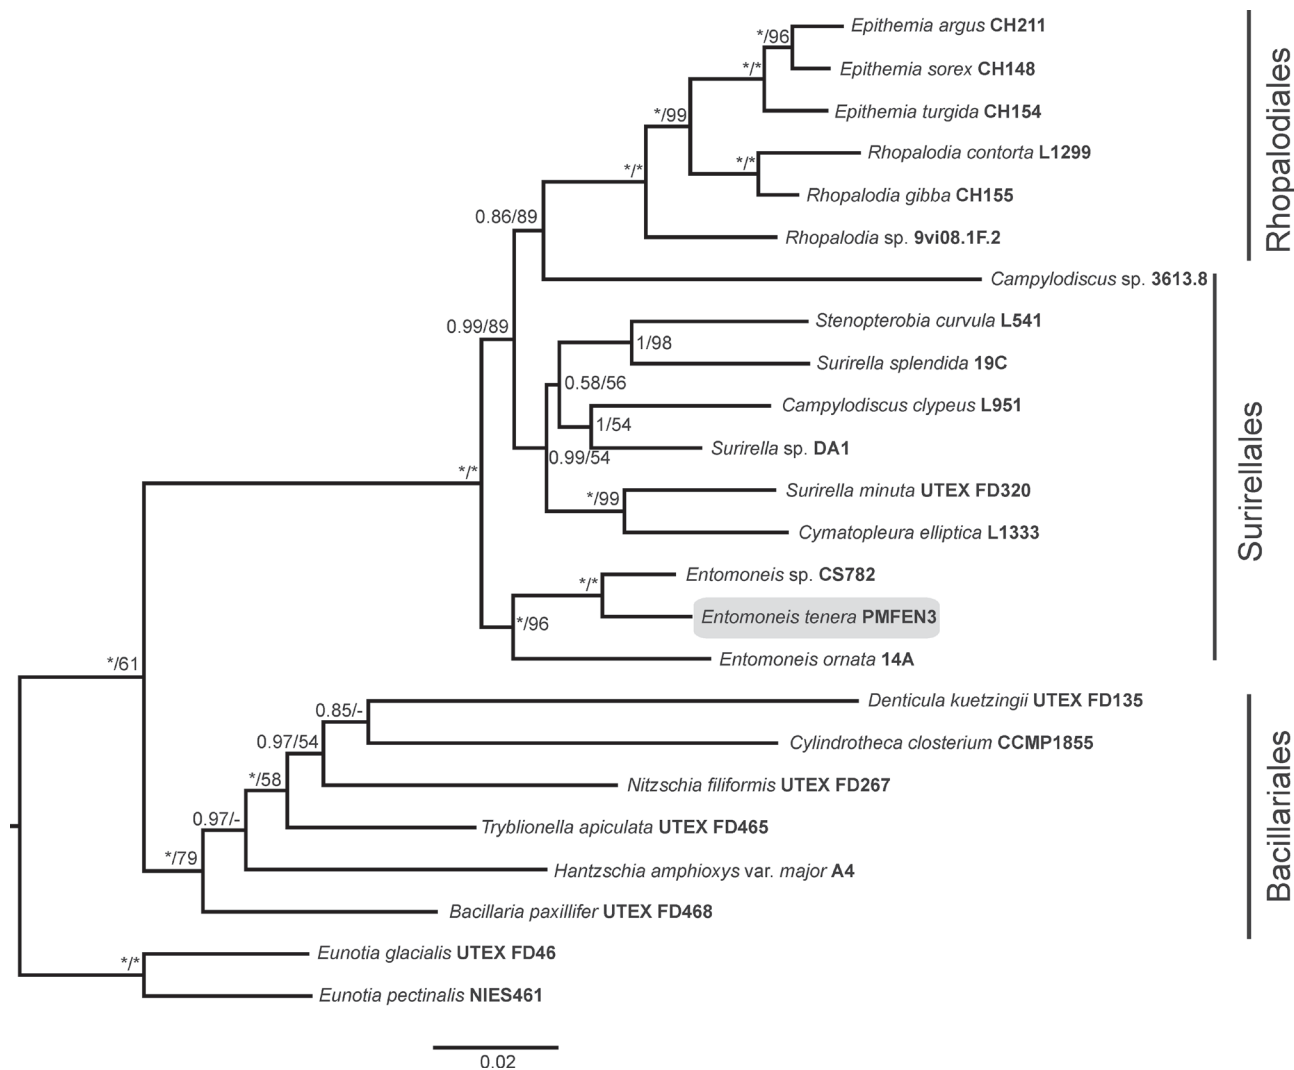 Epithemia argus CH211
*/96
Epithemia sorex CH148
*/*
Epithemia turgida CH154
*/99
Rhopalodia contorta L1299
*/*
*/*
Rhopalodia gibba CH155
0.86/89
Rhopalodia sp. 9vi08.1F.2
Rhopalodiales
Campylodiscus sp. 3613.8
Stenopterobia curvula L541
0.99/89
1/98
Surirella splendida 19C
0.58/56
Campylodiscus clypeus L951
1/54
Surirella sp. DA1
0.99/54
*/*
Surirella minuta UTEX FD320
*/99
Cymatopleura elliptica L1333
Surirellales
Entomoneis sp. CS782
*/*
Entomoneis tenera PMFEN3
*/96
Entomoneis ornata 14A
*/61
Denticula kuetzingii UTEX FD135
0.85/-
Cylindrotheca closterium CCMP1855
0.97/54
Nitzschia filiformis UTEX FD267
*/58
Tryblionella apiculata UTEX FD465
0.97/-
Hantzschia amphioxys var. major A4
*/79
Bacillaria paxillifer UTEX FD468
Bacillariales
Eunotia glacialis UTEX FD46
*/*
Eunotia pectinalis NIES461
0.02